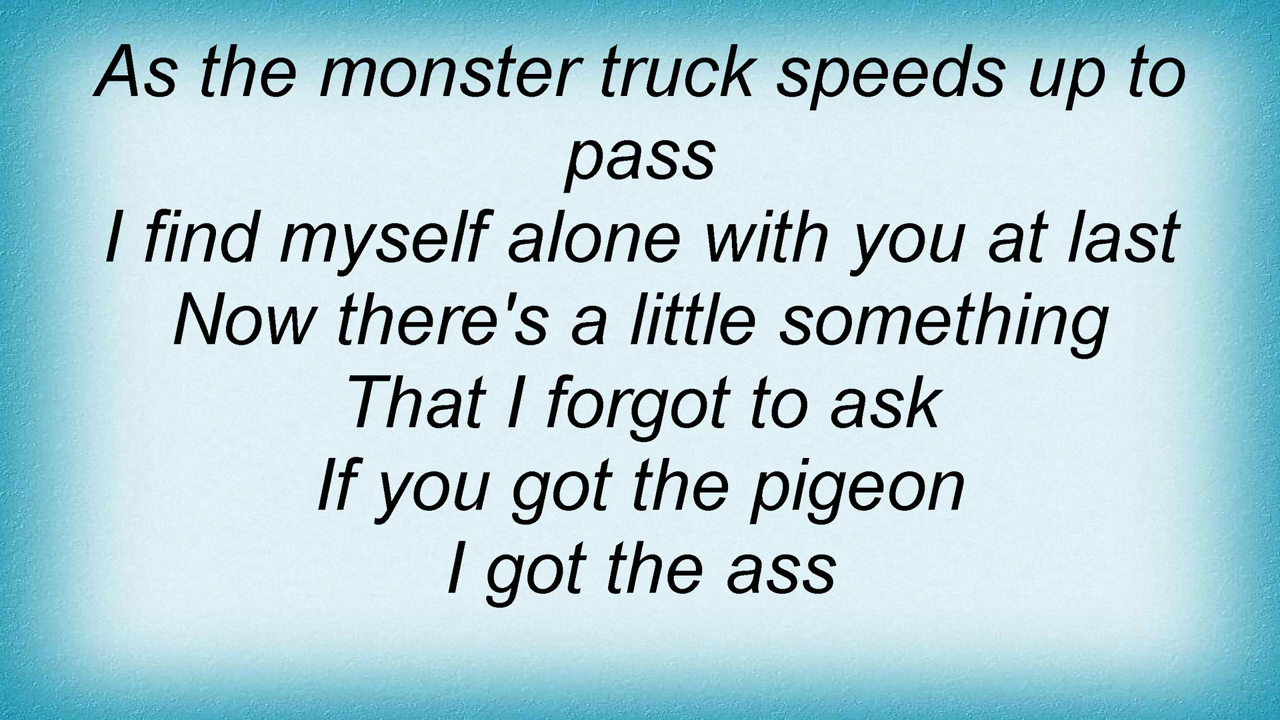 As the monster truck speeds up to
pass
I find myself alone with you at last
Now there's a little something
That I forgot to ask
If you got the pigeon
I got the ass